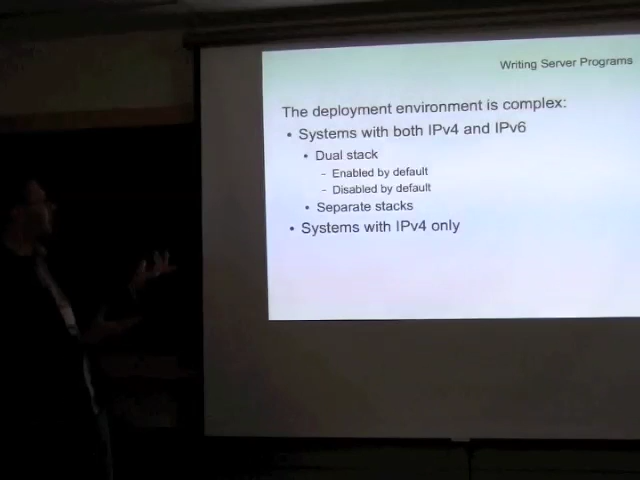 Writing Server Programs
The deployment environment is complex:
• Systems with both IPv4 and IPv6
• Dual stack
- Enabled by default
- Disabled by default
• Separate stacks
• Systems with IPv4 only